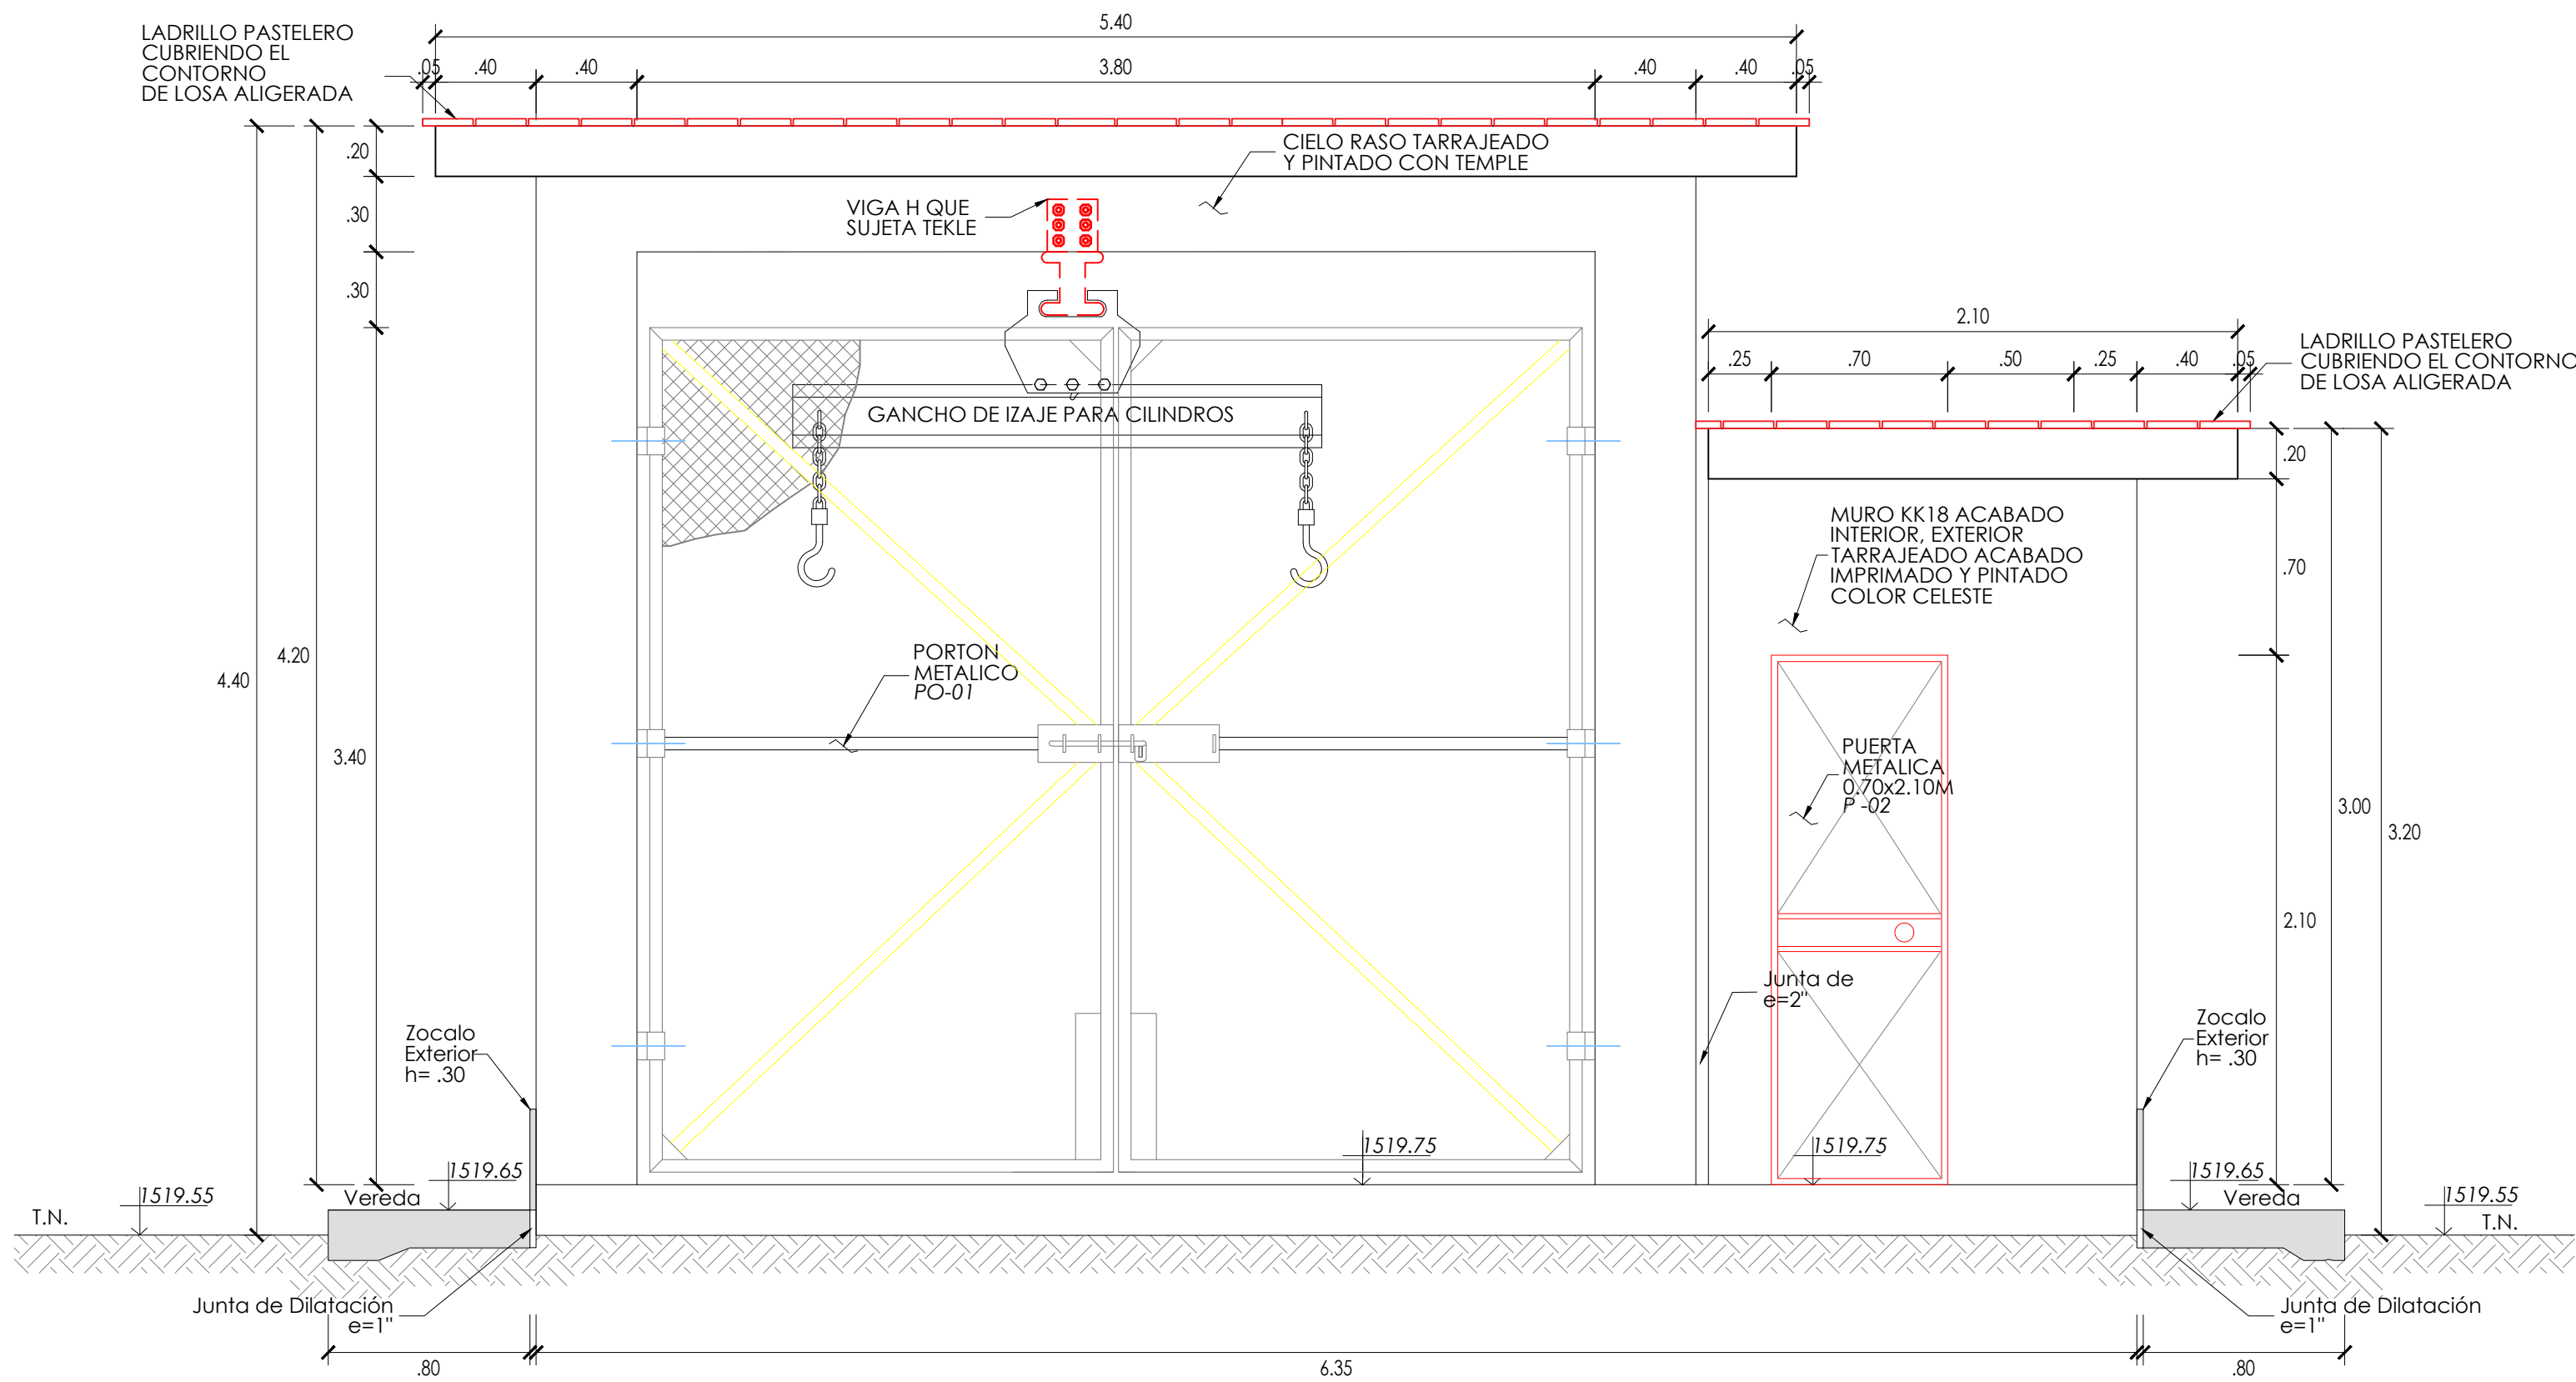 5.40
LADRILLO PASTELERO
CUBRIENDO EL
CONTORNO
DE LOSA ALIGERADA
.05
.40
.40
3.80
.40
.40
.05
.20
CIELO RASO TARRAJEADO
Y PINTADO CON TEMPLE
.30
VIGA H QUE
SUJETA TEKLE
.30
2.10
LADRILLO PASTELERO
CUBRIENDO EL CONTORNO
DE LOSA ALIGERADA
.25
.70
.50
.25
.40
.05
GANCHO DE IZAJE PARA CILINDROS
.20
MURO KK18 ACABADO
INTERIOR, EXTERIOR
TARRAJEADO ACABADO
IMPRIMADO Y PINTADO
COLOR CELESTE
.70
4.40
4.20
3.40
PORTON
METALICO
PO-01
PUERTA
METALICA
0.70x2.10M
P -02
3.00
3.20
2.10
Junta de
e=2"
Zocalo
Exterior
h= .30
Zocalo
Exterior
h= .30
1519.75
1519.75
1519.65
1519.65
Vereda
Vereda
1519.55
1519.55
T.N.
T.N.
Junta de Dilatación
e=1"
Junta de Dilatación
e=1"
.80
6.35
.80